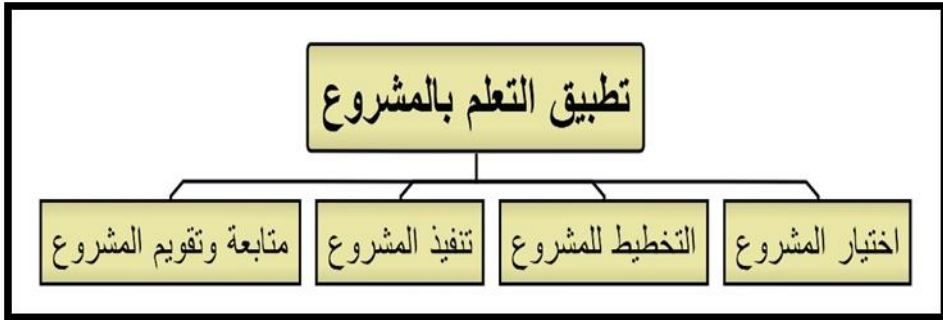 تطبيق التعلم بالمشروع
اختيار المشروع
التخطيط للمشروع
تنفيذ المشروع
متابعة وتقويم المشروع